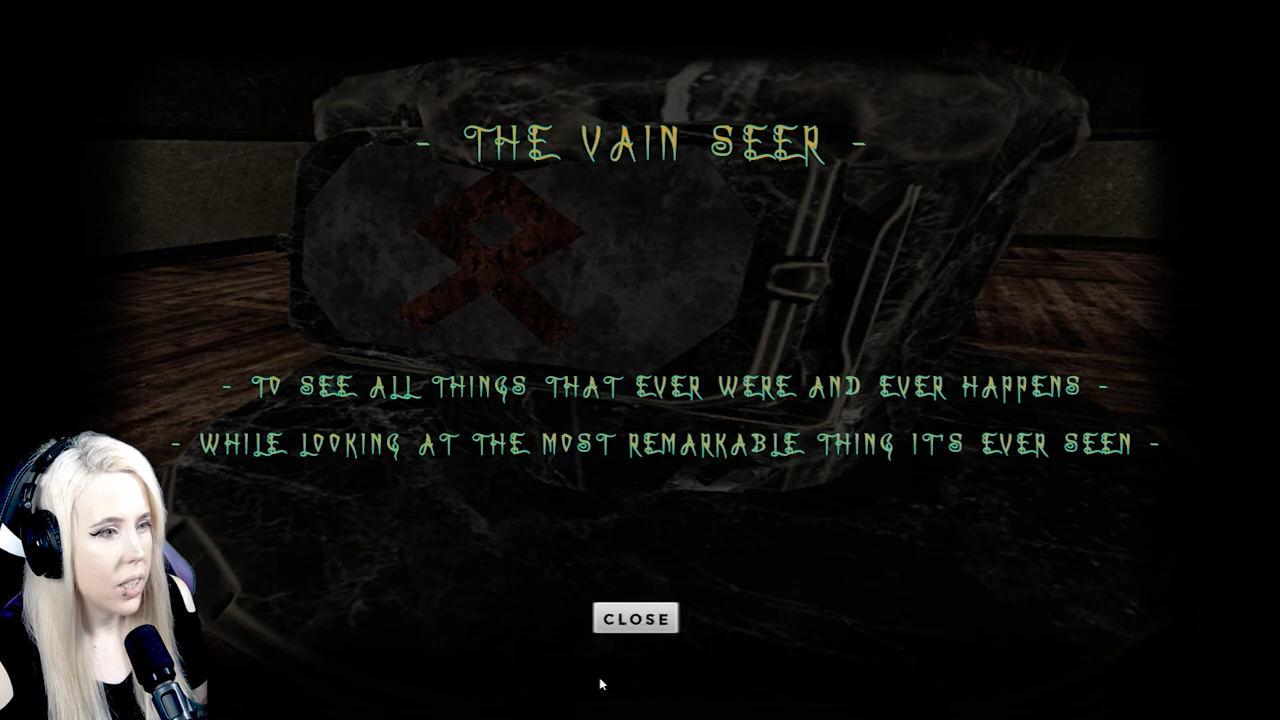 - THE VAIN SEER -
- TO SEE ALL THINGS THAT EVER WERE AND EVER HAPPENS -
- WHILE LOOKING AT THE MOST REMARKABLE THING IT'S EVER SEEN -
CLOSE